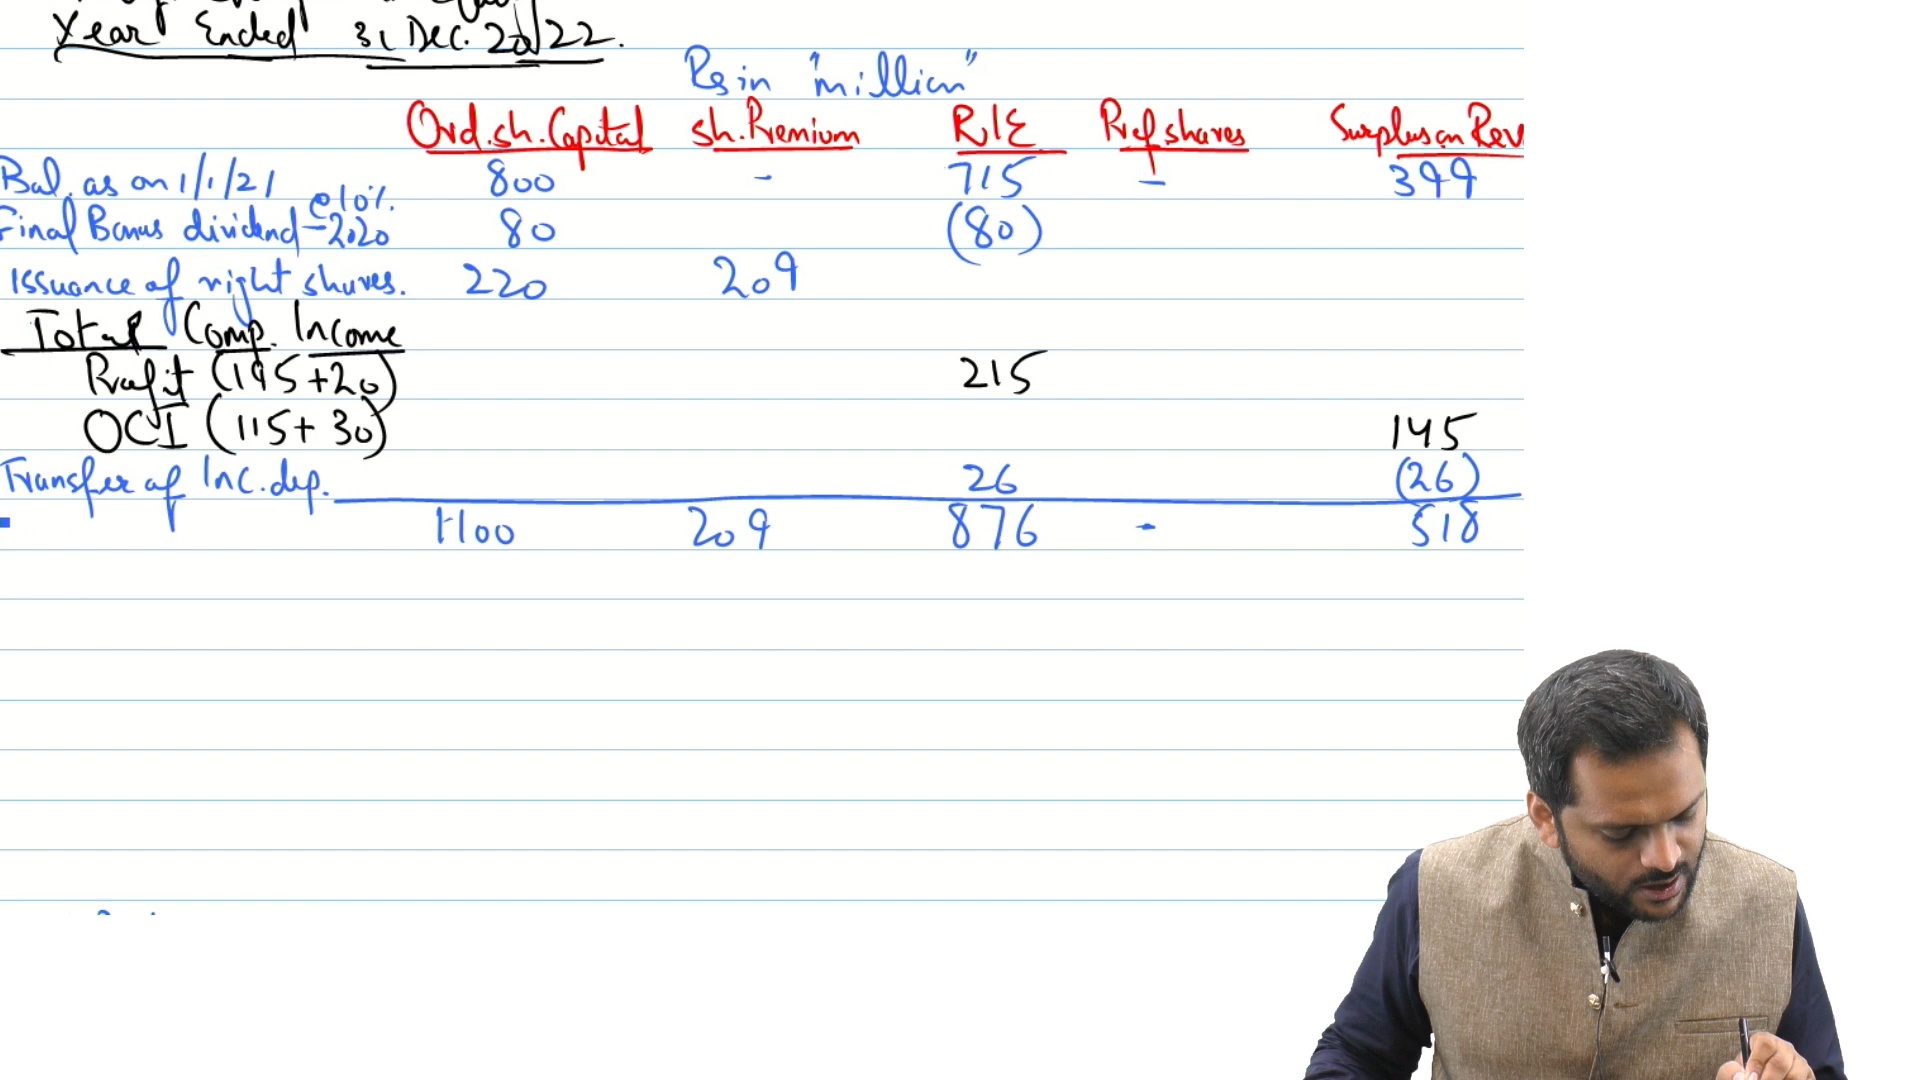 Year Ended 31 Dec. 2022.
Rs in "million"
Ord.sh.Capital sh.Premium R/E Pref shares Surplus on Rev
Bal. as on 1/1/21 800 - 715 - 399
@10%.
Final Bonus dividend - 2020 80 (80)
Issuance of right shares. 220 209
Total Comp. Income
Profit (195+20) 215
OCI (115+ 30) 145
Transfer of Inc. dep. 26 (26)
1100 209 876 - 518